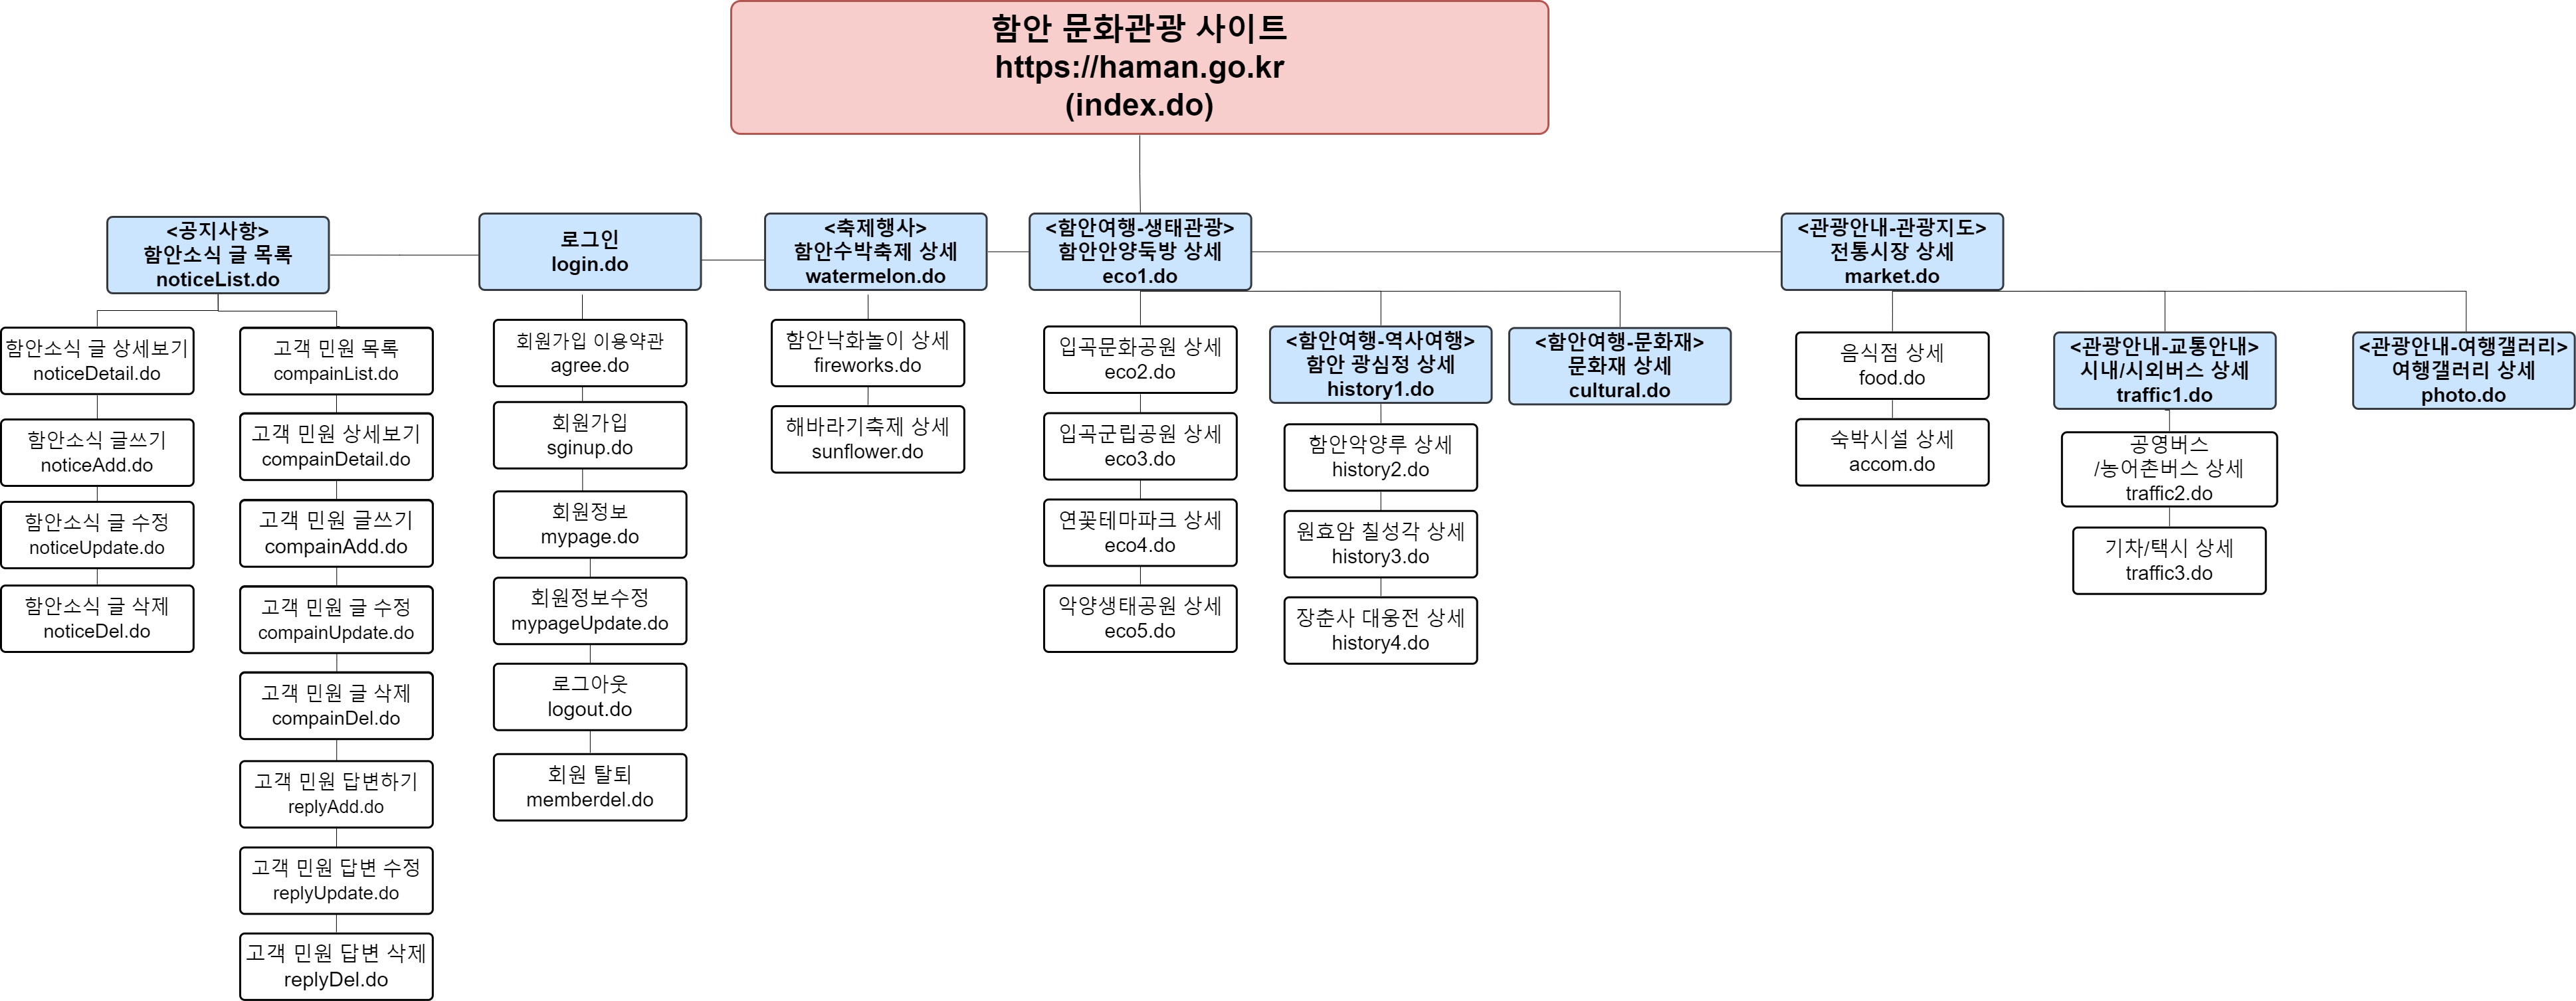 함안 문화관광 사이트
https://haman.go.kr
(index.do)
<공지사항>
함안소식 글 목록
noticeList.do
로그인
login.do
<축제행사>
함안수박축제 상세
watermelon.do
<함안여행-생태관광>
함안안양둑방 상세
eco1.do
<관광안내-관광지도>
전통시장 상세
market.do
함안소식 글 상세보기
noticeDetail.do
함안소식 글쓰기
noticeAdd.do
함안소식 글 수정
noticeUpdate.do
함안소식 글 삭제
noticeDel.do
고객 민원 목록
compainList.do
고객 민원 상세보기
compainDetail.do
고객 민원 글쓰기
compainAdd.do
고객 민원 글 수정
compainUpdate.do
고객 민원 글 삭제
compainDel.do
고객 민원 답변하기
replyAdd.do
고객 민원 답변 수정
replyUpdate.do
고객 민원 답변 삭제
replyDel.do
회원가입 이용약관
agree.do
회원가입
sginup.do
회원정보
mypage.do
회원정보수정
mypageUpdate.do
로그아웃
logout.do
회원 탈퇴
memberdel.do
함안낙화놀이 상세
fireworks.do
해바라기축제 상세
sunflower.do
입곡문화공원 상세
eco2.do
입곡군립공원 상세
eco3.do
연꽃테마파크 상세
eco4.do
악양생태공원 상세
eco5.do
<함안여행-역사여행>
함안 광심정 상세
history1.do
함안악양루 상세
history2.do
원효암 칠성각 상세
history3.do
장춘사 대웅전 상세
history4.do
<함안여행-문화재>
문화재 상세
cultural.do
음식점 상세
food.do
숙박시설 상세
accom.do
<관광안내-교통안내>
시내/시외버스 상세
traffic1.do
공영버스
/농어촌버스 상세
traffic2.do
기차/택시 상세
traffic3.do
<관광안내-여행갤러리>
여행갤러리 상세
photo.do